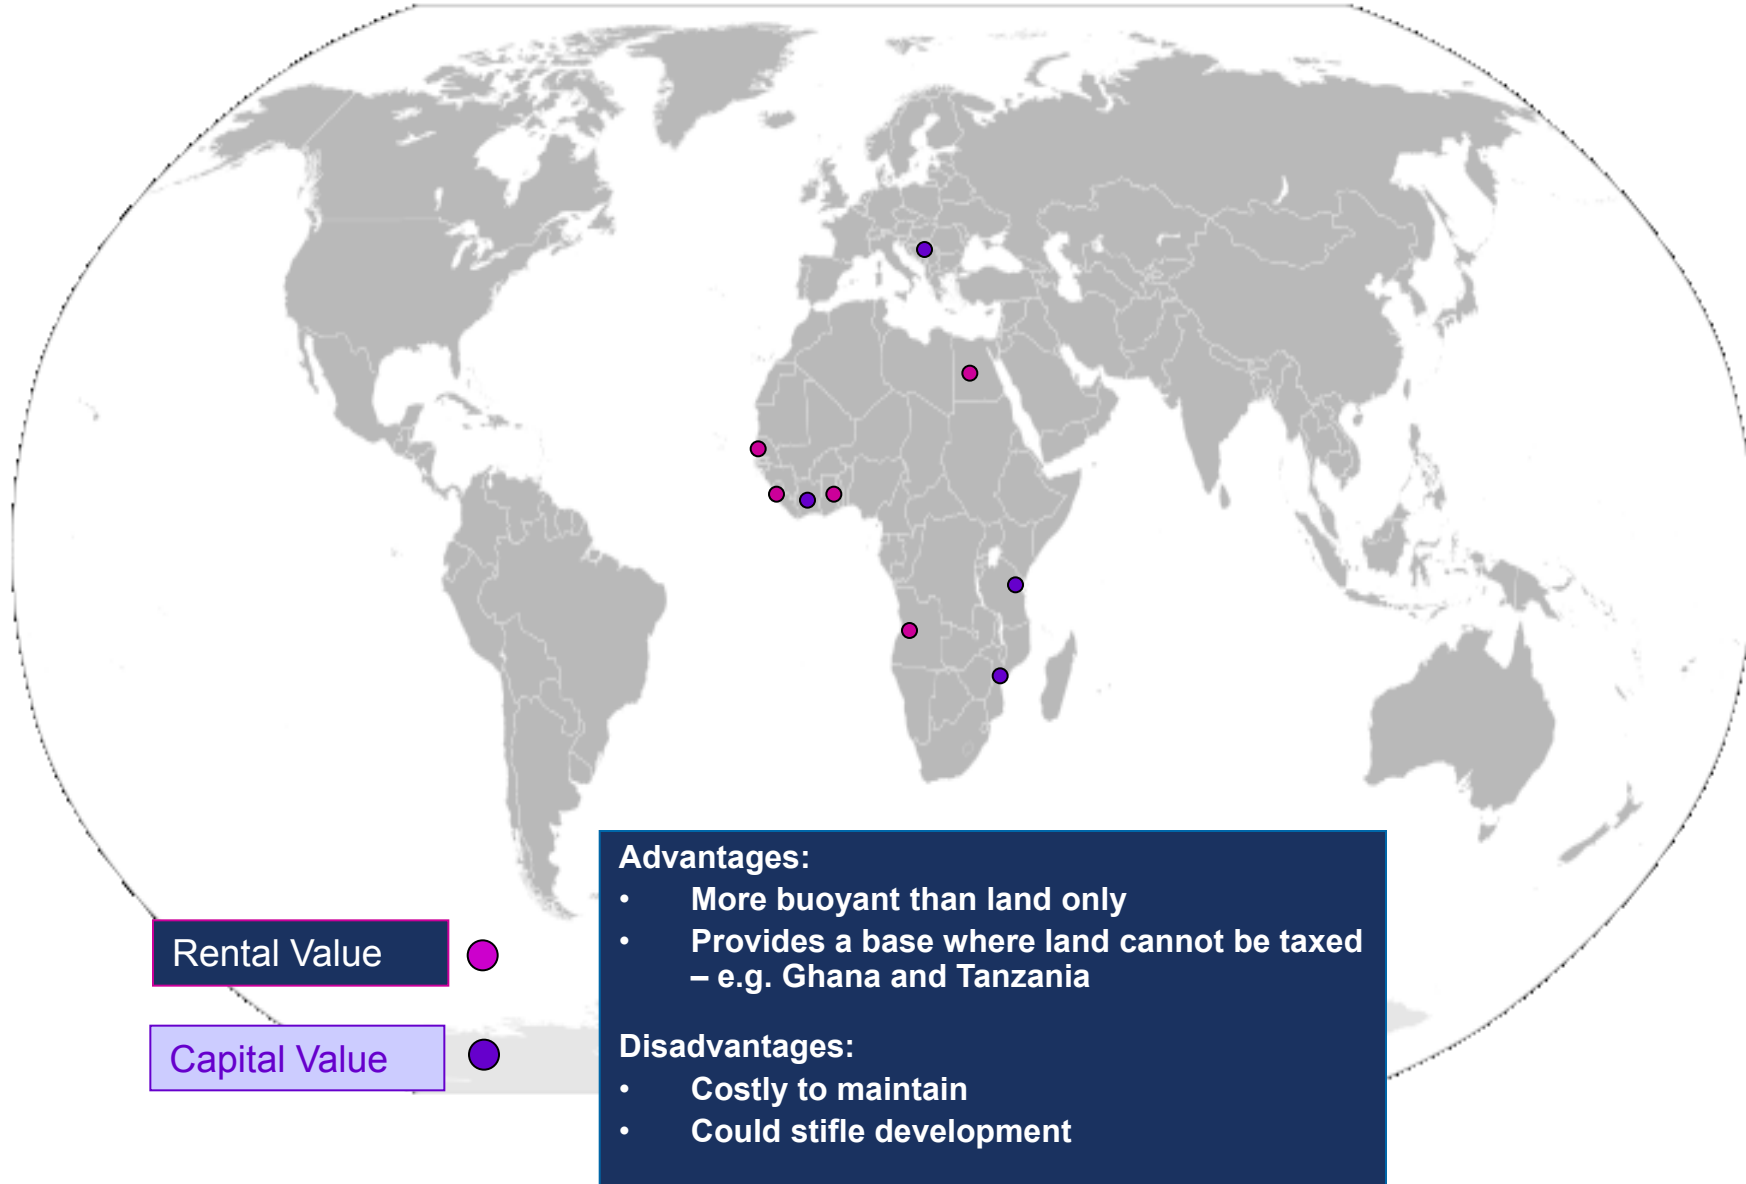 Rental Value
Capital Value
Advantages:
• More buoyant than land only
• Provides a base where land cannot be taxed
– e.g. Ghana and Tanzania
Disadvantages:
• Costly to maintain
• Could stifle development